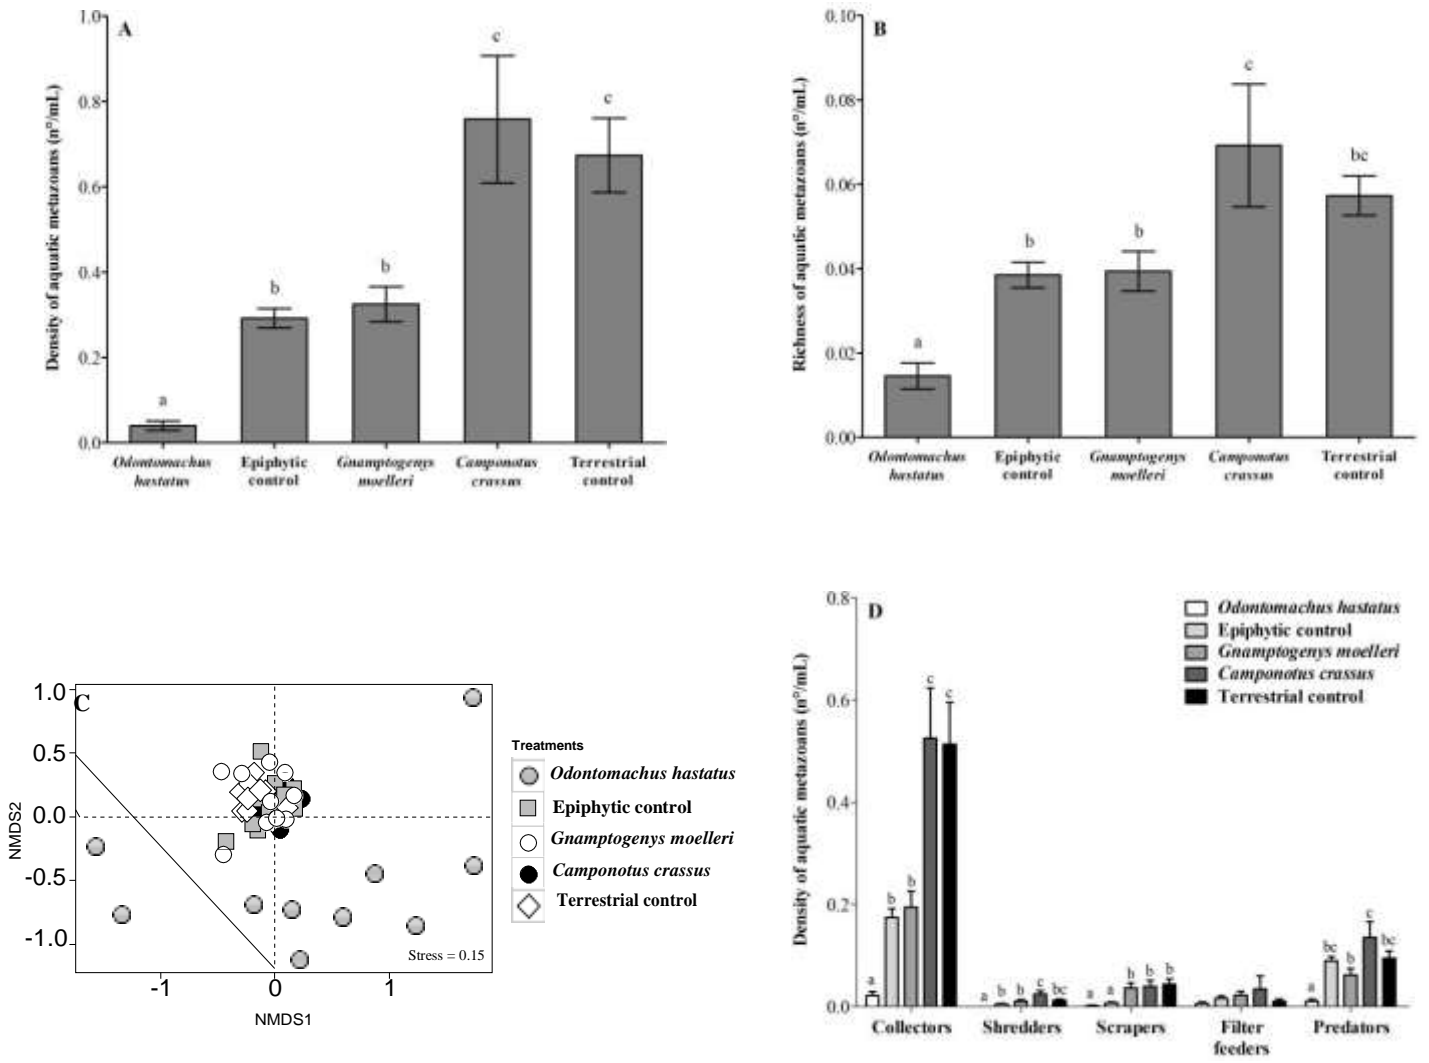 A
Density of aquatic metazoans (n°/mL)
1.0
0.8
0.6
0.4
0.2
0.0
a
b
b
c
c
Odontomachus hastatus
Epiphytic control
Gnamptogenys moelleri
Camponotus crassus
Terrestrial control
B
Richness of aquatic metazoans (n°/mL)
0.10
0.08
0.06
0.04
0.02
0.00
a
b
b
c
bc
Odontomachus hastatus
Epiphytic control
Gnamptogenys moelleri
Camponotus crassus
Terrestrial control
C
NMDS2
1.0
0.5
0.0
-0.5
-1.0
-1
0
1
NMDS1
Stress = 0.15
Treatments
Odontomachus hastatus
Epiphytic control
Gnamptogenys moelleri
Camponotus crassus
Terrestrial control
D
Density of aquatic metazoans (n°/mL)
0.8
0.6
0.4
0.2
0.0
Odontomachus hastatus
Epiphytic control
Gnamptogenys moelleri
Camponotus crassus
Terrestrial control
a b b c c
a b b c bc
a a b b b
a bc b c bc
Collectors
Shredders
Scrapers
Filter feeders
Predators